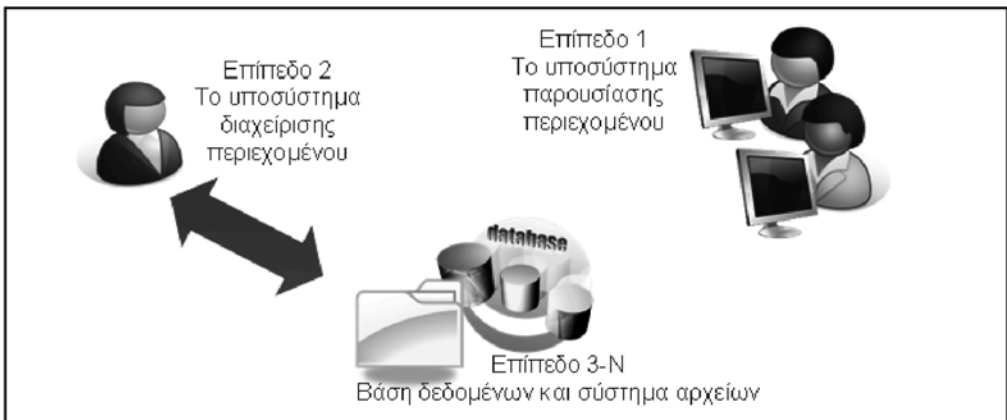 Επίπεδο 2
Το υποσύστημα
διαχείρισης
περιεχομένου
Επίπεδο 1
Το υποσύστημα
παρουσίασης
περιεχομένου
database
Επίπεδο 3-Ν
Βάση δεδομένων και σύστημα αρχείων